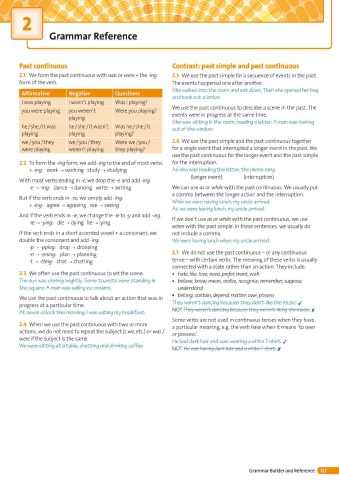 2
Grammar Reference
Past continuous
2.1 We form the past continuous with was or were + the -ing
form of the verb.
Affirmative Negative Questions
I was playing I wasn't playing Was I playing?
you were playing you weren't playing Were you playing?
he/she/it was playing he/she/it wasn't playing Was he/she/it playing?
we/you/they were playing we/you/they weren't playing Were we/you/they playing?
2.2 To form the -ing form, we add -ing to the end of most verbs.
+ -ing: work → working study → studying
With most verbs ending in -e, we drop the -e and add -ing.
-e + -ing: dance → dancing write → writing
But if the verb ends in -ee, we simply add -ing.
+ -ing: agree → agreeing see → seeing
And if the verb ends in -ie, we change the -ie to -y and add -ing.
-ie → -ying: die → dying lie → lying
If the verb ends in a short accented vowel + a consonant, we
double the consonant and add -ing.
-p → -pping: drop → dropping
-n → -nning: plan → planning
-t → -tting: chat → chatting
2.3 We often use the past continuous to set the scene.
The sun was shining brightly. Some tourists were standing in
the square. A man was selling ice creams.
We use the past continuous to talk about an action that was in
progress at a particular time.
At seven o'clock this morning I was eating my breakfast.
2.4 When we use the past continuous with two or more
actions, we do not need to repeat the subject (I, we, etc.) or was /
were if the subject is the same.
We were sitting at a table, chatting and drinking coffee.
Contrast: past simple and past continuous
2.5 We use the past simple for a sequence of events in the past.
The events happened one after another.
She walked into the room and sat down. Then she opened her bag
and took out a letter.
We use the past continuous to describe a scene in the past. The
events were in progress at the same time.
She was sitting in the room, reading a letter. A man was looking
out of the window.
2.6 We use the past simple and the past continuous together
for a single event that interrupted a longer event in the past. We
use the past continuous for the longer event and the past simple
for the interruption.
As she was reading the letter, the phone rang.
(longer event) (interruption)
We can use as or while with the past continuous. We usually put
a comma between the longer action and the interruption.
While we were having lunch, my uncle arrived.
As we were having lunch, my uncle arrived.
If we don't use as or while with the past continuous, we use
when with the past simple. In these sentences, we usually do
not include a comma.
We were having lunch when my uncle arrived.
2.7 We do not use the past continuous – or any continuous
tense – with certain verbs. The meaning of these verbs is usually
connected with a state rather than an action. They include:
• hate, like, love, need, prefer, want, wish
• believe, know, mean, realise, recognise, remember, suppose,
understand
• belong, contain, depend, matter, owe, possess
They weren't dancing because they didn't like the music. ✓
NOT They weren't dancing because they weren't liking the music. ✗
Some verbs are not used in continuous tenses when they have
a particular meaning, e.g. the verb have when it means 'to own
or possess'.
He had dark hair and was wearing a white T-shirt. ✓
NOT He was having dark hair and a white T-shirt. ✗
Grammar Builder and Reference 127